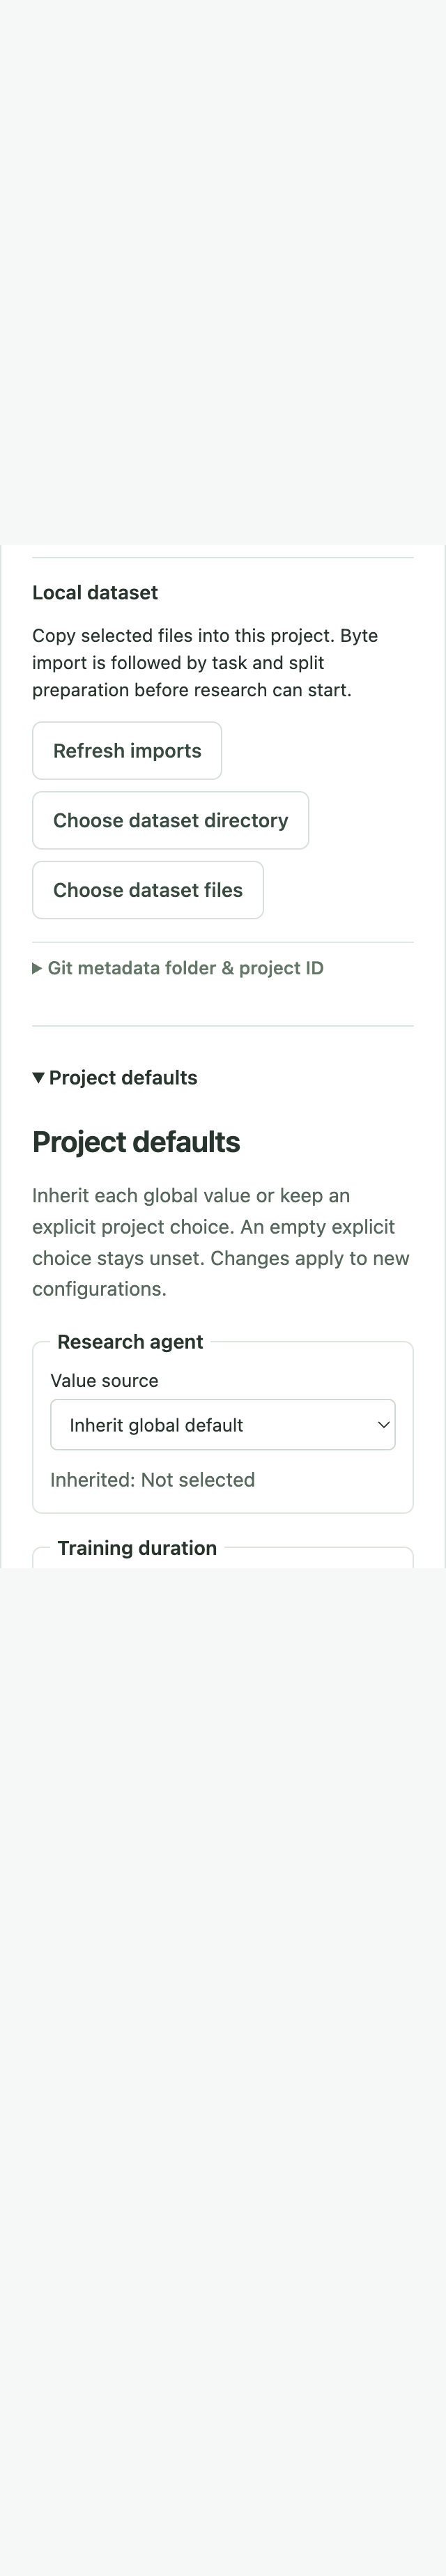 Local dataset
Copy selected files into this project. Byte
import is followed by task and split
preparation before research can start.
Refresh imports
Choose dataset directory
Choose dataset files
Git metadata folder & project ID
Project defaults
Project defaults
Inherit each global value or keep an
explicit project choice. An empty explicit
choice stays unset. Changes apply to new
configurations.
Research agent
Value source
Inherit global default
Inherited: Not selected
Training duration